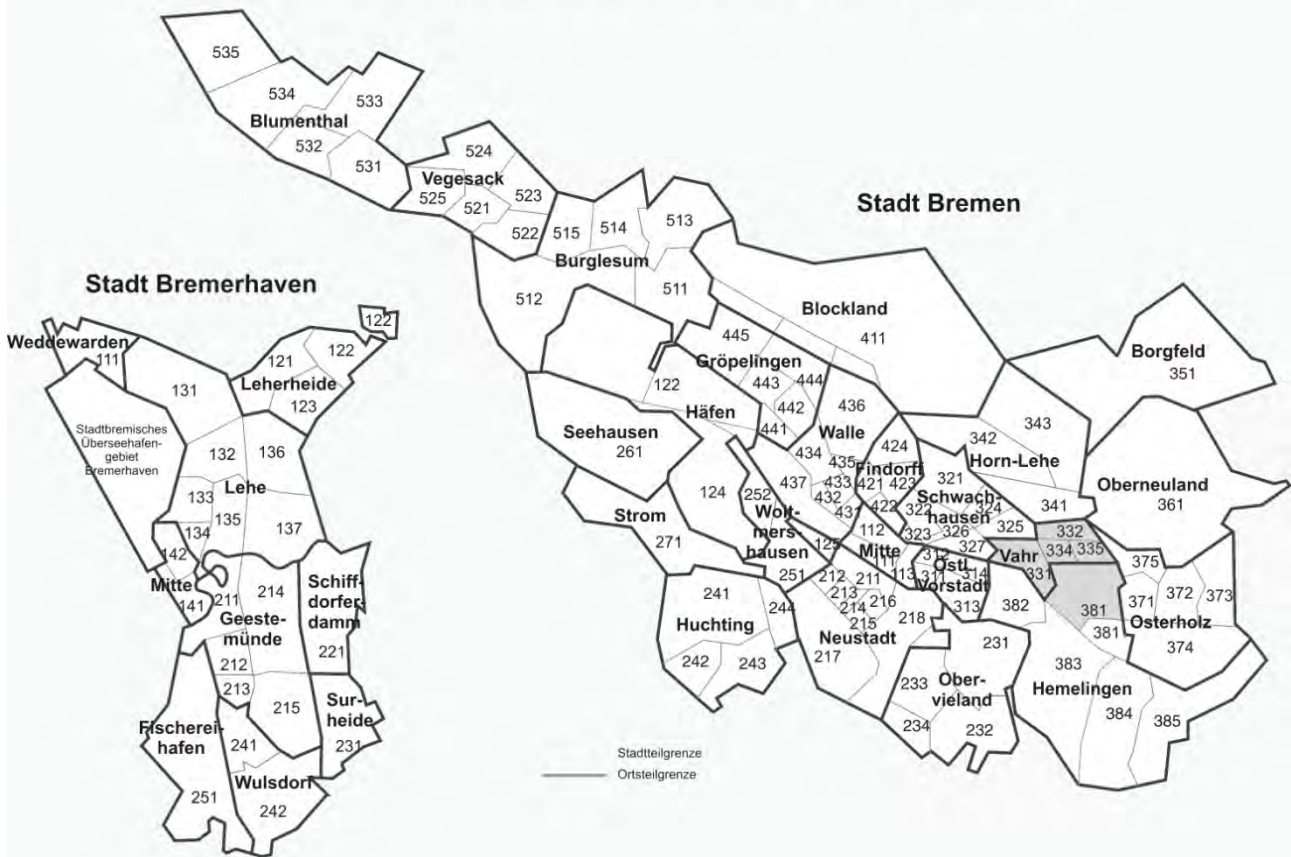 535
534
533
Blumenthal
532
531
524
Vegesack
525
523
521
522
515
514
513
Burglesum
512
511
Stadt Bremen
Blockland
411
Borgfeld
351
Stadt Bremerhaven
122
Weddewarden
111
121
122
Leherheide
123
131
Stadtbremisches
Überseehafen-
gebiet
Bremerhaven
132
136
Lehe
133
135
134
137
142
Mitte
141
211
214
Geeste-
münde
Schiff-
dorfer
damm
221
212
213
215
Sur-
heide
231
Fischerei-
hafen
251
241
Wulsdorf
242
445
Gröpelingen
443
444
442
441
122
Häfen
Seehausen
261
436
Walle
434
435
433
437
432
431
424
Findorff
421
423
422
343
342
Horn-Lehe
341
321
Schwach-
hausen
324
322
325
326
323
327
Oberneuland
361
124
252
Strom
271
Wolt-
mers-
hausen
125
251
112
Mitte
111
113
312
Östl.
Vorstadt
311
314
313
332
Vahr
334
335
331
375
371
372
373
Osterholz
374
241
244
Huchting
242
243
212
211
213
214
216
215
218
Neustadt
217
382
381
381
231
233
Ober-
vieland
234
232
383
Hemelingen
384
385
Stadtteilgrenze
Ortsteilgrenze